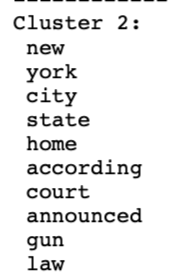 Cluster 2:
new
york
city
state
home
according
court
announced
gun
law